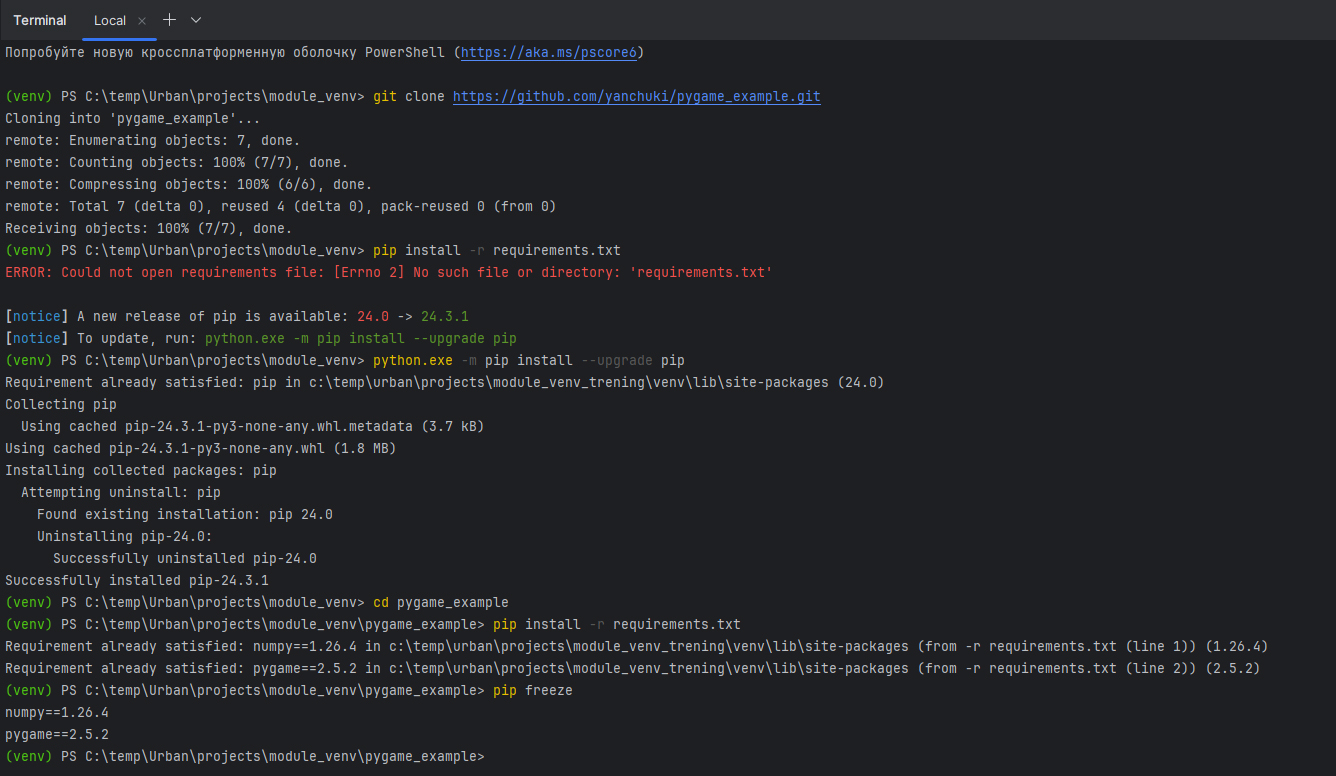 Terminal Local
Попробуйте новую кроссплатформенную оболочку PowerShell (https://aka.ms/pscore6)
(venv) PS C:\temp\Urban\projects\module_venv> git clone https://github.com/yanchuki/pygame_example.git
Cloning into 'pygame_example'...
remote: Enumerating objects: 7, done.
remote: Counting objects: 100% (7/7), done.
remote: Compressing objects: 100% (6/6), done.
remote: Total 7 (delta 0), reused 4 (delta 0), pack-reused 0 (from 0)
Receiving objects: 100% (7/7), done.
(venv) PS C:\temp\Urban\projects\module_venv> pip install -r requirements.txt
ERROR: Could not open requirements file: [Errno 2] No such file or directory: 'requirements.txt'
[notice] A new release of pip is available: 24.0 -> 24.3.1
[notice] To update, run: python.exe -m pip install --upgrade pip
(venv) PS C:\temp\Urban\projects\module_venv> python.exe -m pip install --upgrade pip
Requirement already satisfied: pip in c:\temp\urban\projects\module_venv_trening\venv\lib\site-packages (24.0)
Collecting pip
  Using cached pip-24.3.1-py3-none-any.whl.metadata (3.7 kB)
Using cached pip-24.3.1-py3-none-any.whl (1.8 MB)
Installing collected packages: pip
  Attempting uninstall: pip
    Found existing installation: pip 24.0
    Uninstalling pip-24.0:
      Successfully uninstalled pip-24.0
Successfully installed pip-24.3.1
(venv) PS C:\temp\Urban\projects\module_venv> cd pygame_example
(venv) PS C:\temp\Urban\projects\module_venv\pygame_example> pip install -r requirements.txt
Requirement already satisfied: numpy==1.26.4 in c:\temp\urban\projects\module_venv_trening\venv\lib\site-packages (from -r requirements.txt (line 1)) (1.26.4)
Requirement already satisfied: pygame==2.5.2 in c:\temp\urban\projects\module_venv_trening\venv\lib\site-packages (from -r requirements.txt (line 2)) (2.5.2)
(venv) PS C:\temp\Urban\projects\module_venv\pygame_example> pip freeze
numpy==1.26.4
pygame==2.5.2
(venv) PS C:\temp\Urban\projects\module_venv\pygame_example>